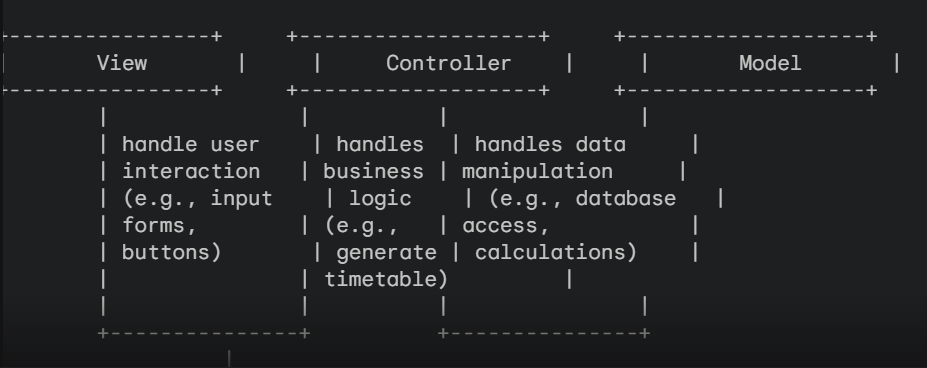 -----------------+     +--------------------+     +--------------------+
|       View       |     |     Controller    |     |       Model       |
-----------------+     +--------------------+     +--------------------+
|               |          |               |
| handle user    | handles  | handles data     |
| interaction   | business | manipulation     |
| (e.g., input    | logic    | (e.g., database   |
| forms,        | (e.g.,   | access,           |
| buttons)       | generate | calculations)    |
|               | timetable)         |
|               |          |               |
+---------------+          +---------------+
|